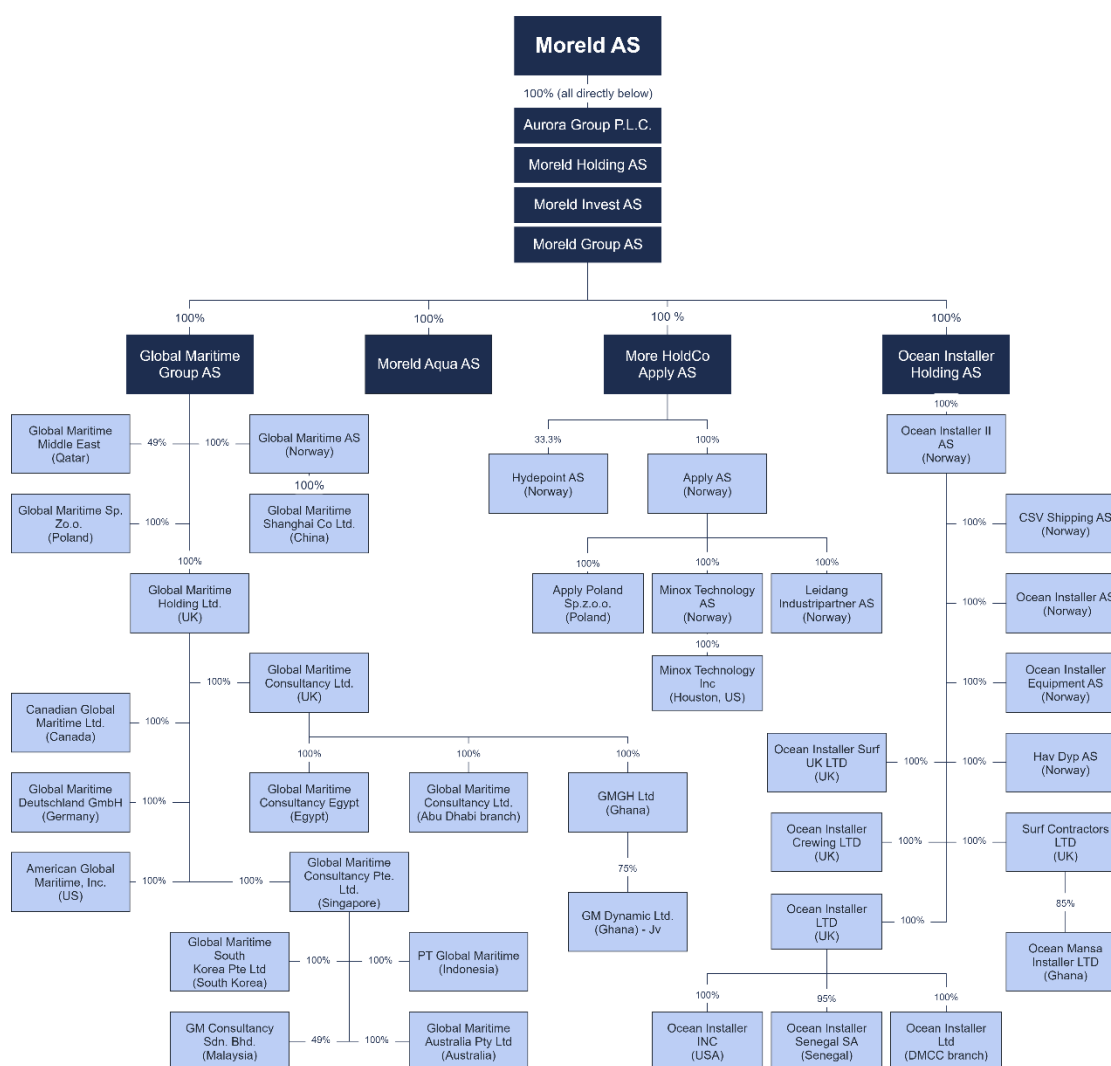 Moreld AS
100% (all directly below)
Aurora Group P.L.C.
Moreld Holding AS
Moreld Invest AS
Moreld Group AS
100%
100%
100 %
100%
Global Maritime
Group AS
Moreld Aqua AS
More HoldCo
Apply AS
Ocean Installer
Holding AS
Global Maritime
Middle East
(Qatar)
49%
100%
Global Maritime AS
(Norway)
100%
Global Maritime Sp.
Zo.o.
(Poland)
100%
Global Maritime
Shanghai Co Ltd.
(China)
100%
Global Maritime
Holding Ltd.
(UK)
100%
Global Maritime
Consultancy Ltd.
(UK)
Canadian Global
Maritime Ltd.
(Canada)
100%
100%
100%
100%
Global Maritime
Deutschland GmbH
(Germany)
100%
Global Maritime
Consultancy Egypt
(Egypt)
Global Maritime
Consultancy Ltd.
(Abu Dhabi branch)
GMGH Ltd
(Ghana)
75%
GM Dynamic Ltd.
(Ghana) - Jv
American Global
Maritime, Inc.
(US)
100%
100%
Global Maritime
Consultancy Pte.
Ltd.
(Singapore)
Global Maritime
South
Korea Pte Ltd
(South Korea)
100%
100%
PT Global Maritime
(Indonesia)
GM Consultancy
Sdn. Bhd.
(Malaysia)
49%
100%
Global Maritime
Australia Pty Ltd
(Australia)
33.3%
100%
Hydepoint AS
(Norway)
Apply AS
(Norway)
100%
100%
100%
Apply Poland
Sp.z.o.o.
(Poland)
Minox Technology
AS
(Norway)
Leidang
Industripartner AS
(Norway)
100%
Minox Technology
Inc
(Houston, US)
100%
Ocean Installer II
AS
(Norway)
100%
CSV Shipping AS
(Norway)
100%
Ocean Installer AS
(Norway)
100%
Ocean Installer
Equipment AS
(Norway)
Ocean Installer Surf
UK LTD
(UK)
100%
100%
Hav Dyp AS
(Norway)
Ocean Installer
Crewing LTD
(UK)
100%
100%
Surf Contractors
LTD
(UK)
85%
Ocean Mansa
Installer LTD
(Ghana)
Ocean Installer
LTD
(UK)
100%
100%
95%
100%
Ocean Installer
INC
(USA)
Ocean Installer
Senegal SA
(Senegal)
Ocean Installer
Ltd
(DMCC branch)